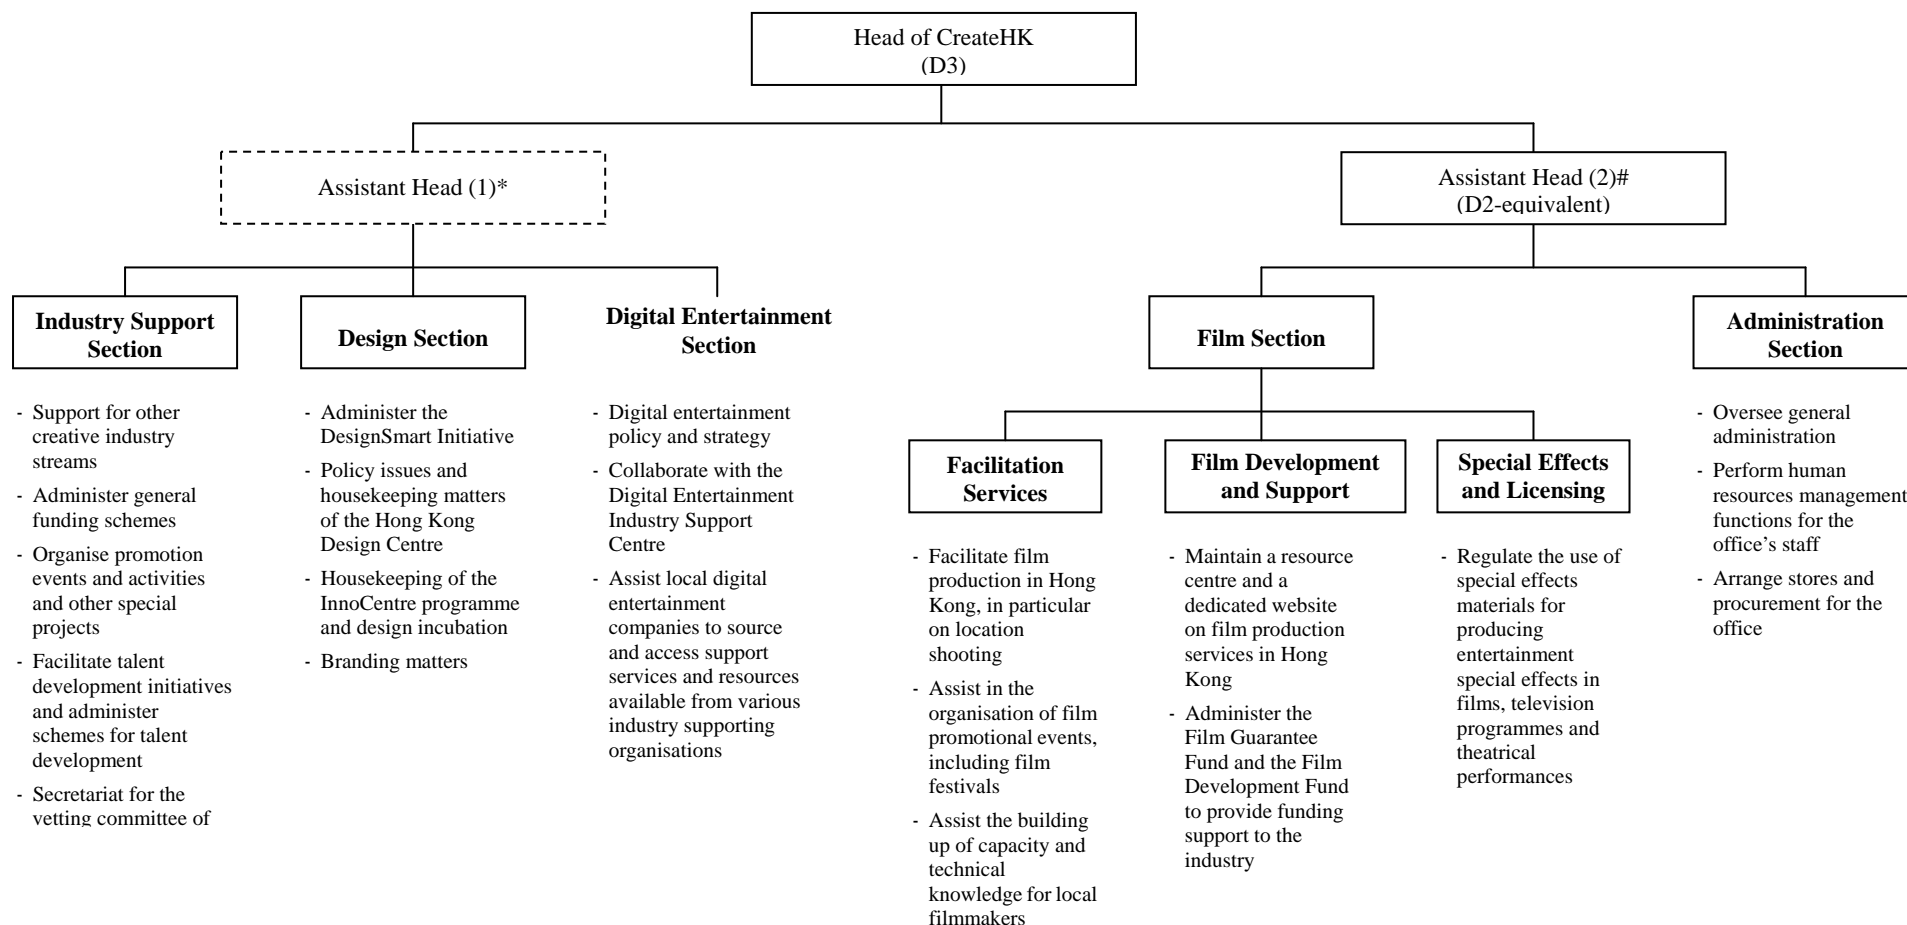 Head of CreateHK
(D3)
Assistant Head (1)*
Assistant Head (2)#
(D2-equivalent)
Industry Support
Section
Design Section
Digital Entertainment
Section
Film Section
Administration
Section
- Support for other
creative industry
streams
- Administer general
funding schemes
- Organise promotion
events and activities
and other special
projects
- Facilitate talent
development initiatives
and administer
schemes for talent
development
- Secretariat for the
vetting committee of
- Administer the
DesignSmart Initiative
- Policy issues and
housekeeping matters
of the Hong Kong
Design Centre
- Housekeeping of the
InnoCentre programme
and design incubation
- Branding matters
- Digital entertainment
policy and strategy
- Collaborate with the
Digital Entertainment
Industry Support
Centre
- Assist local digital
entertainment
companies to source
and access support
services and resources
available from various
industry supporting
organisations
Facilitation
Services
- Facilitate film
production in Hong
Kong, in particular
on location
shooting
- Assist in the
organisation of film
promotional events,
including film
festivals
- Assist the building
up of capacity and
technical
knowledge for local
filmmakers
Film Development
and Support
- Maintain a resource
centre and a
dedicated website
on film production
services in Hong
Kong
- Administer the
Film Guarantee
Fund and the Film
Development Fund
to provide funding
support to the
industry
Special Effects
and Licensing
- Regulate the use of
special effects
materials for
producing
entertainment
special effects in
films, television
programmes and
theatrical
performances
- Oversee general
administration
- Perform human
resources management
functions for the
office's staff
- Arrange stores and
procurement for the
office